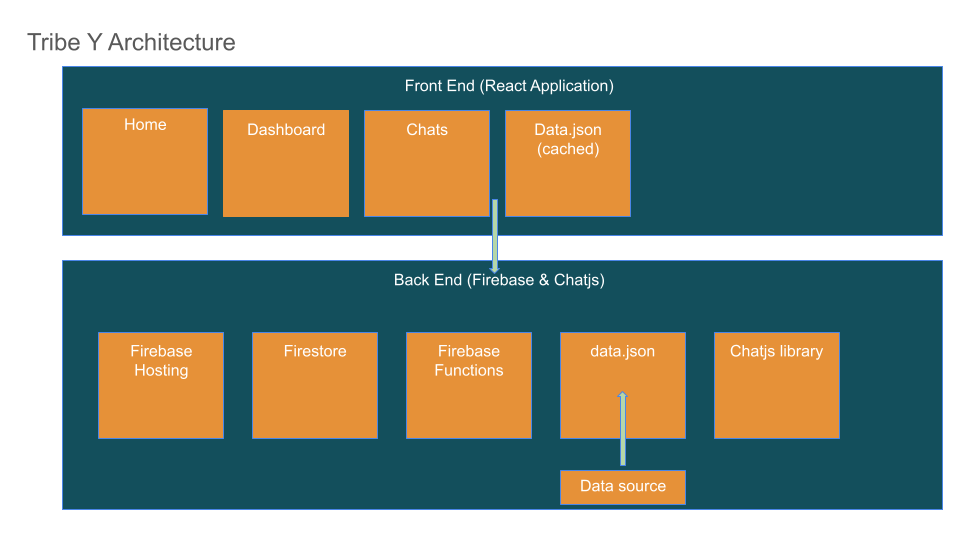 Tribe Y Architecture
Front End (React Application)
Home
Dashboard
Chats
Data.json
(cached)
Back End (Firebase & Chatjs)
Firebase
Hosting
Firestore
Firebase
Functions
data.json
Chatjs library
Data source